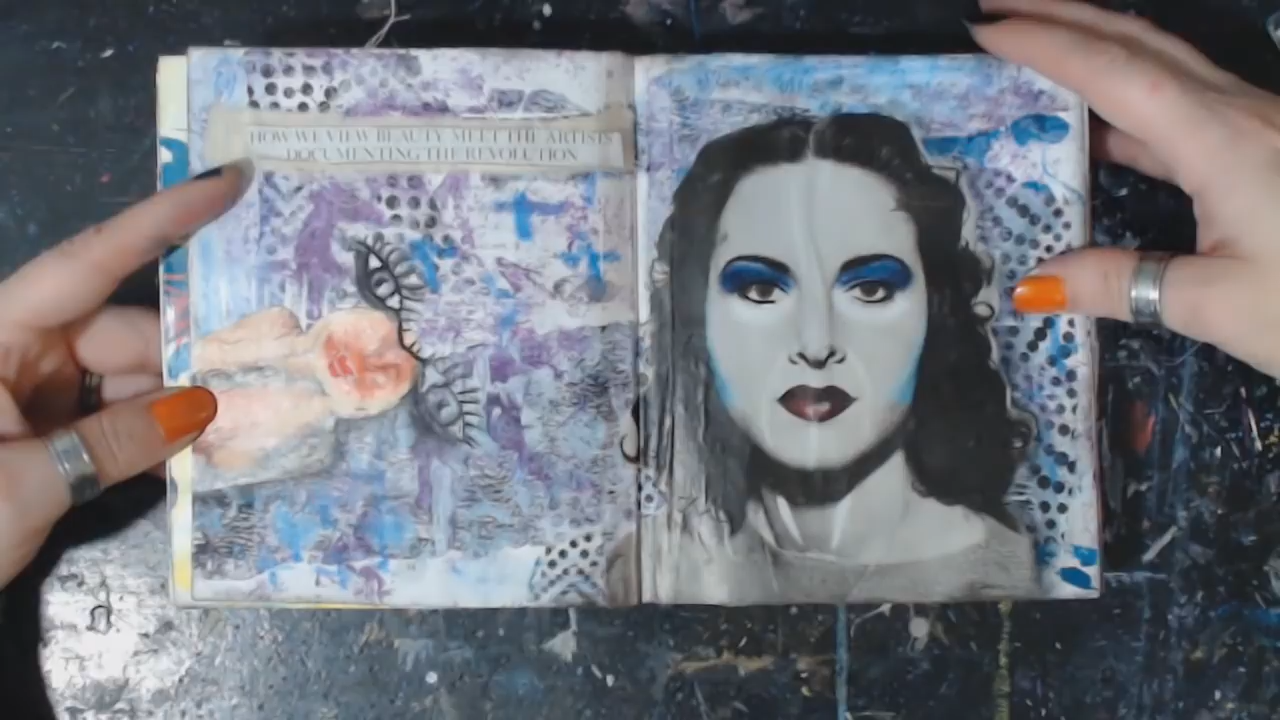 HOW WE VIEW BEAUTY MEET THE ARTISTS
DOCUMENTING THE REVOLUTION